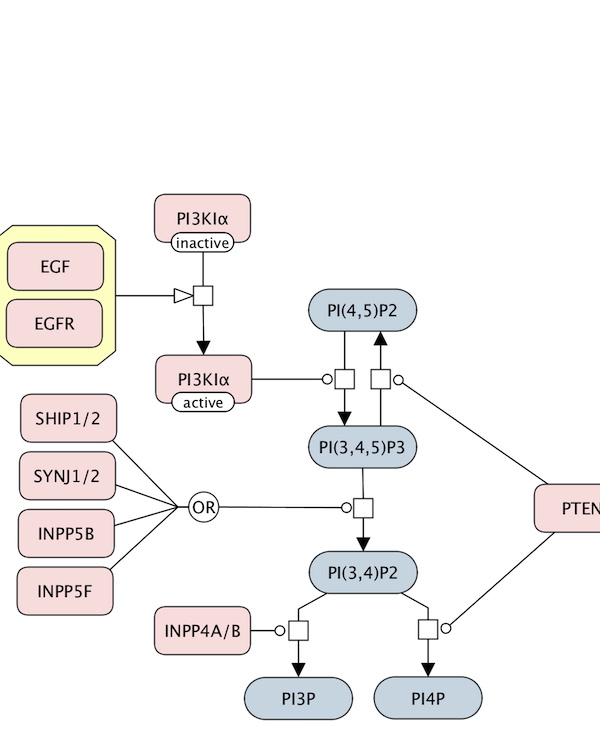 PI3KIα
inactive
EGF
EGFR
PI(4,5)P2
PI3KIα
active
SHIP1/2
PI(3,4,5)P3
SYNJ1/2
OR
PTEN
INPP5B
PI(3,4)P2
INPP5F
INPP4A/B
PI3P
PI4P